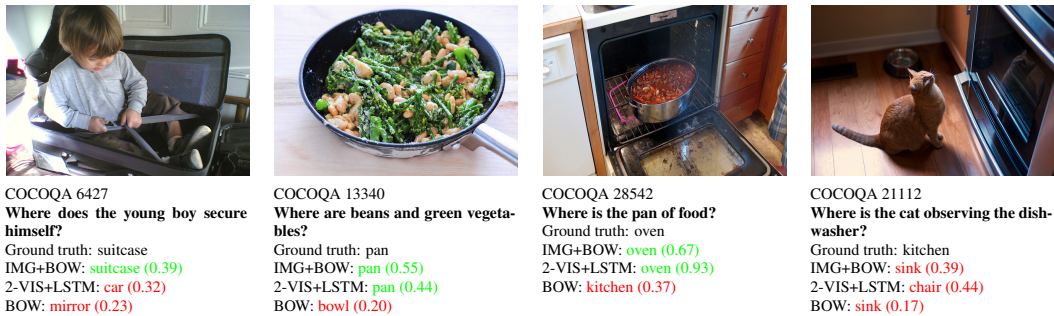 COCOQA 6427
Where does the young boy secure
himself?
Ground truth: suitcase
IMG+BOW: suitcase (0.39)
2-VIS+LSTM: car (0.32)
BOW: mirror (0.23)
COCOQA 13340
Where are beans and green vegeta-
bles?
Ground truth: pan
IMG+BOW: pan (0.55)
2-VIS+LSTM: pan (0.44)
BOW: bowl (0.20)
COCOQA 28542
Where is the pan of food?
Ground truth: oven
IMG+BOW: oven (0.67)
2-VIS+LSTM: oven (0.93)
BOW: kitchen (0.37)
COCOQA 21112
Where is the cat observing the dish-
washer?
Ground truth: kitchen
IMG+BOW: sink (0.39)
2-VIS+LSTM: chair (0.44)
BOW: sink (0.17)